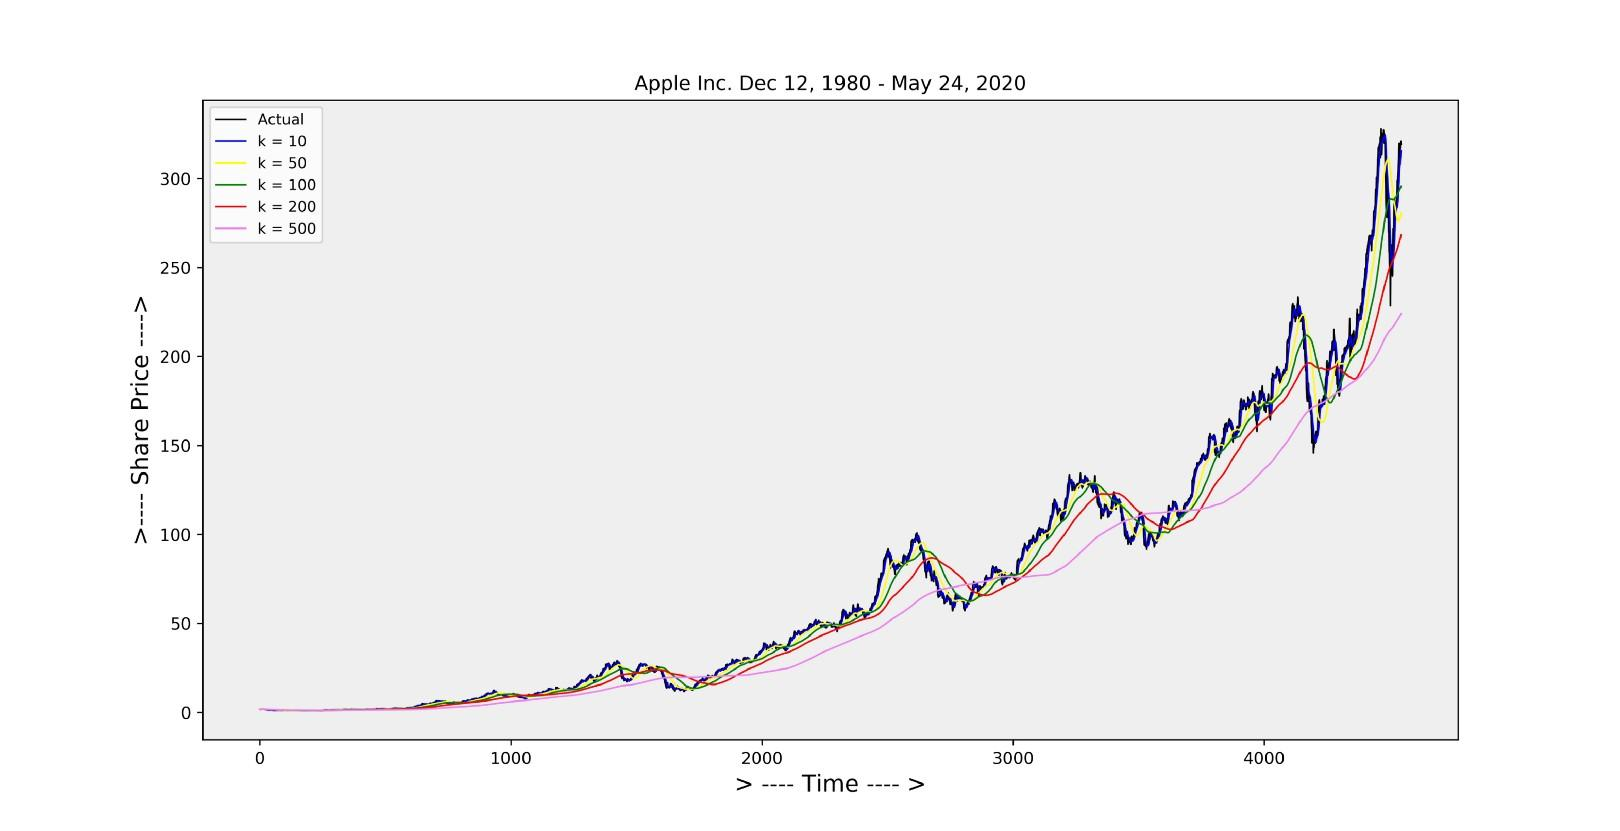 Apple Inc. Dec 12, 1980 - May 24, 2020
Actual
k = 10
k = 50
k = 100
k = 200
k = 500
300
250
200
150
100
50
0
>---- Share Price ---->
0 1000 2000 3000 4000
> ---- Time ---- >